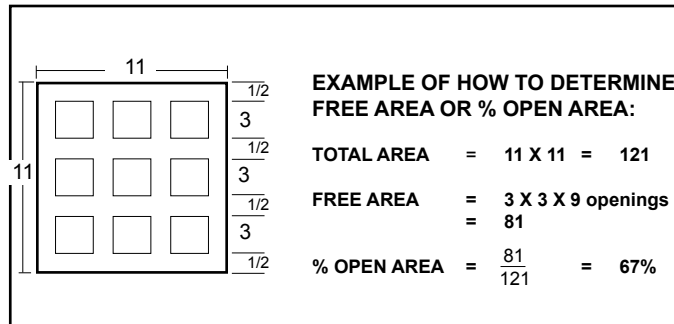 11
11
1/2
3
1/2
3
1/2
3
1/2
EXAMPLE OF HOW TO DETERMINE
FREE AREA OR % OPEN AREA:
TOTAL AREA = 11 X 11 = 121
FREE AREA = 3 X 3 X 9 openings
= 81
% OPEN AREA = 81/121 = 67%